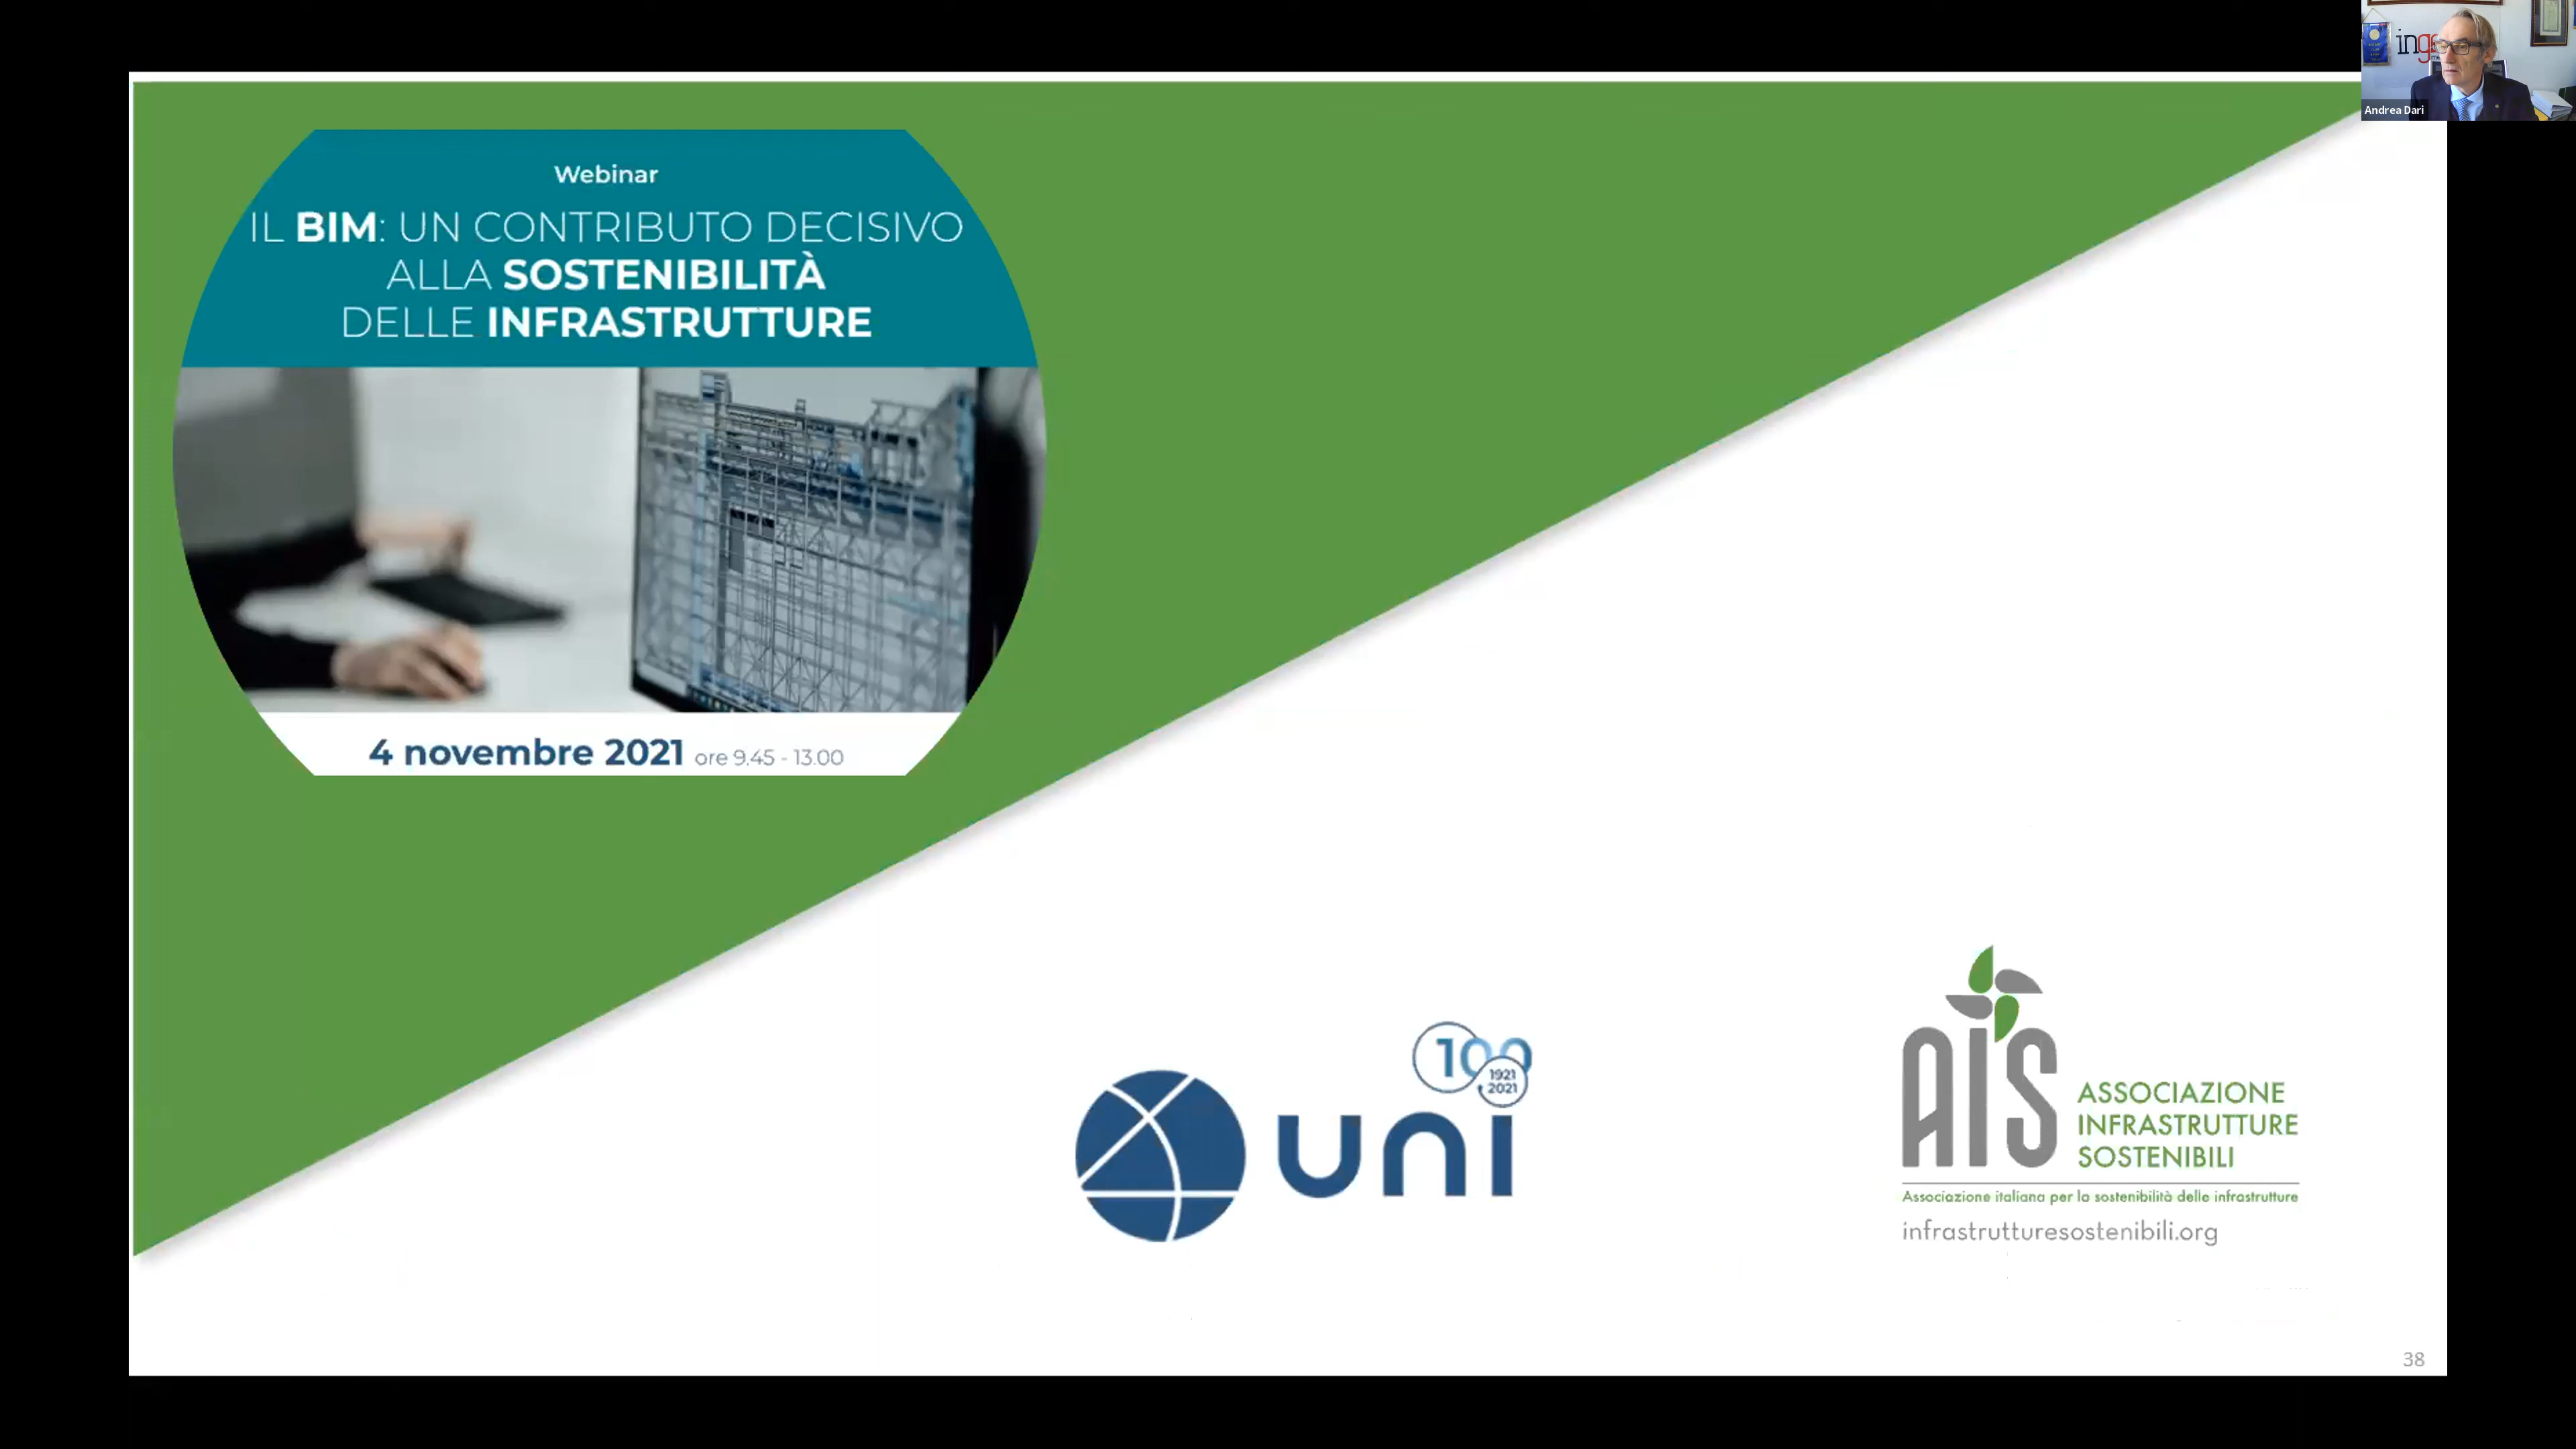 Webinar
IL BIM: UN CONTRIBUTO DECISIVO
ALLA SOSTENIBILITÀ
DELLE INFRASTRUTTURE
4 novembre 2021 ore 9.45 - 13.00
Andrea Dari
100
1921
2021
uni
AIS
ASSOCIAZIONE
INFRASTRUTTURE
SOSTENIBILI
Associazione italiana per la sostenibilità delle infrastrutture
infrastrutturesostenibili.org
38